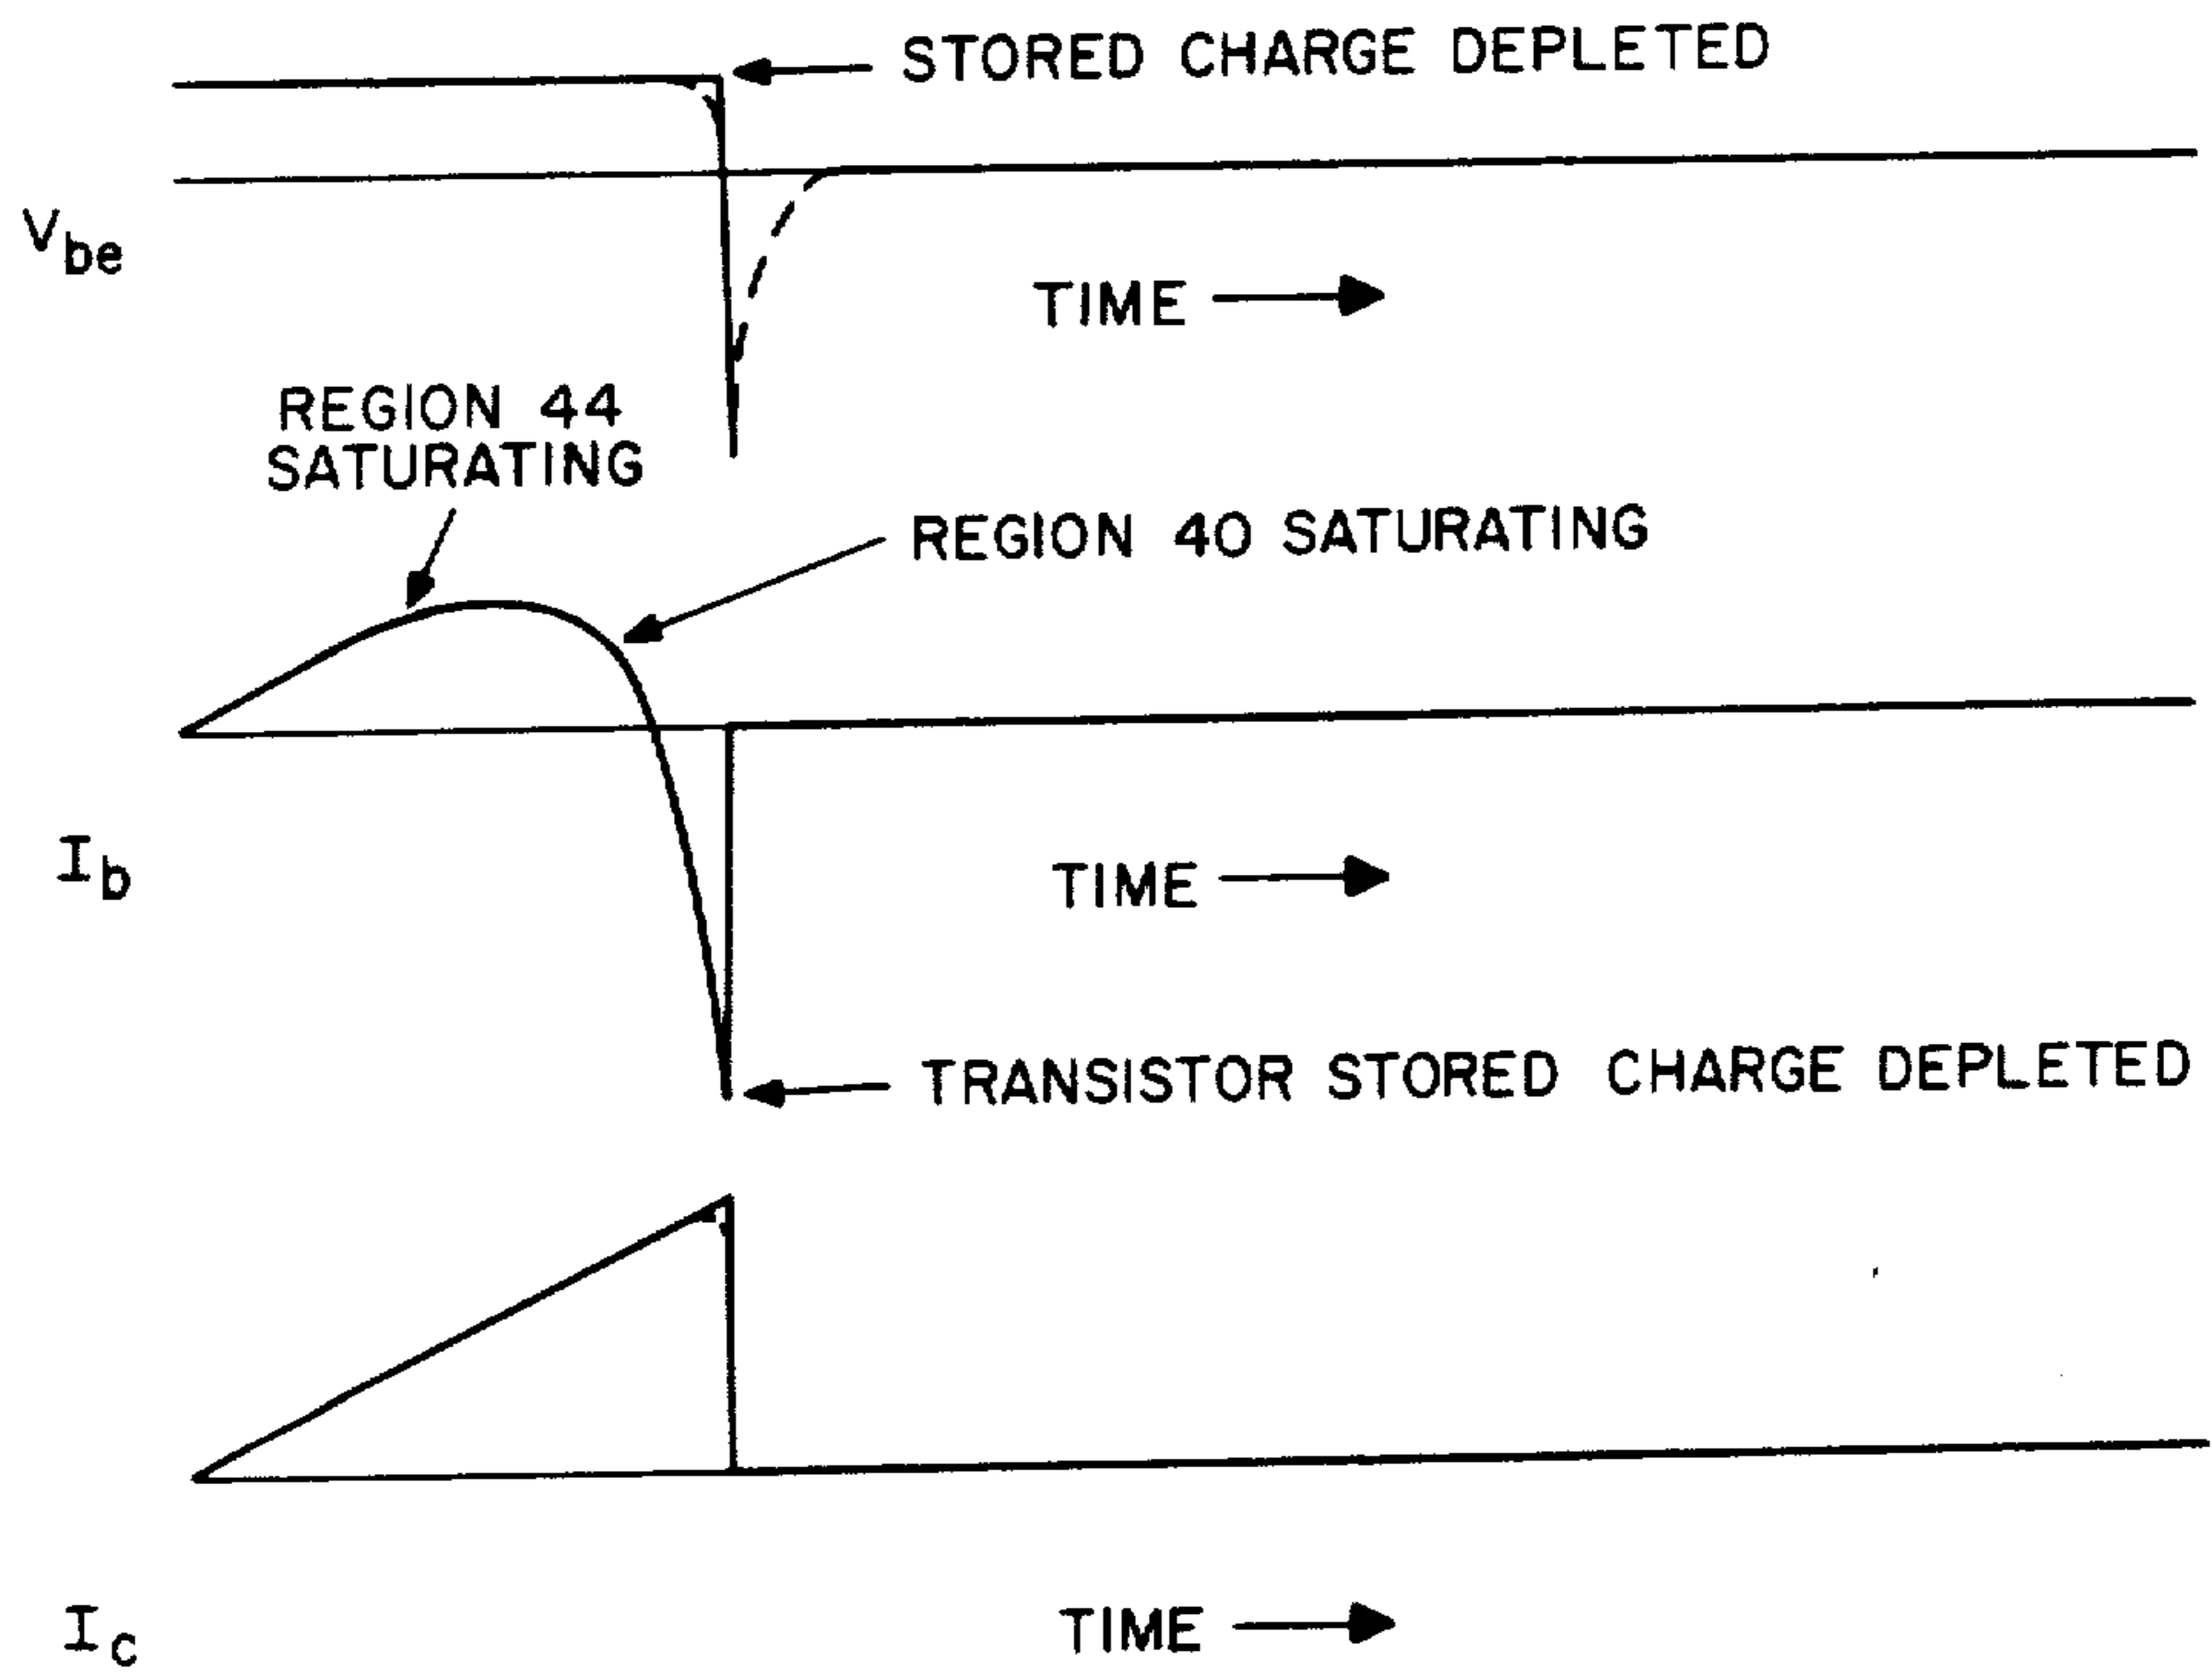 STORED CHARGE DEPLETED
Vbe
TIME
REGION 44
SATURATING
REGION 40 SATURATING
Ib
TIME
TRANSISTOR STORED CHARGE DEPLETED
Ic
TIME